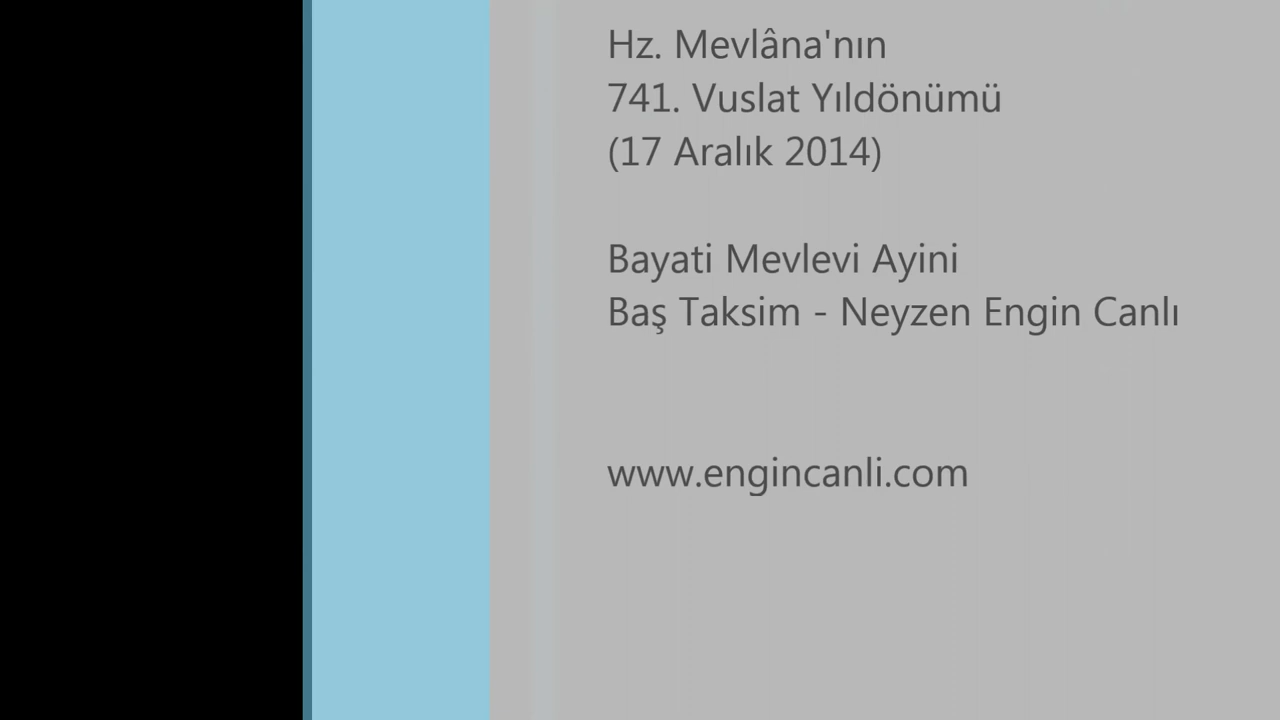 Hz. Mevlâna'nın
741. Vuslat Yıldönümü
(17 Aralık 2014)
Bayati Mevlevi Ayini
Baş Taksim - Neyzen Engin Canlı
www.engincanli.com